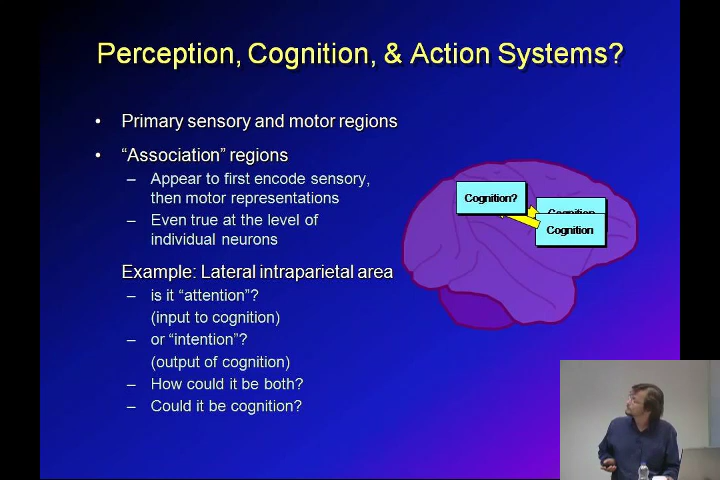 Perception, Cognition, & Action Systems?
• Primary sensory and motor regions
• “Association” regions
– Appear to first encode sensory,
then motor representations
– Even true at the level of
individual neurons
Example: Lateral intraparietal area
– is it “attention”?
(input to cognition)
– or “intention”?
(output of cognition)
– How could it be both?
– Could it be cognition?
Cognition?
Cognition
Cognition